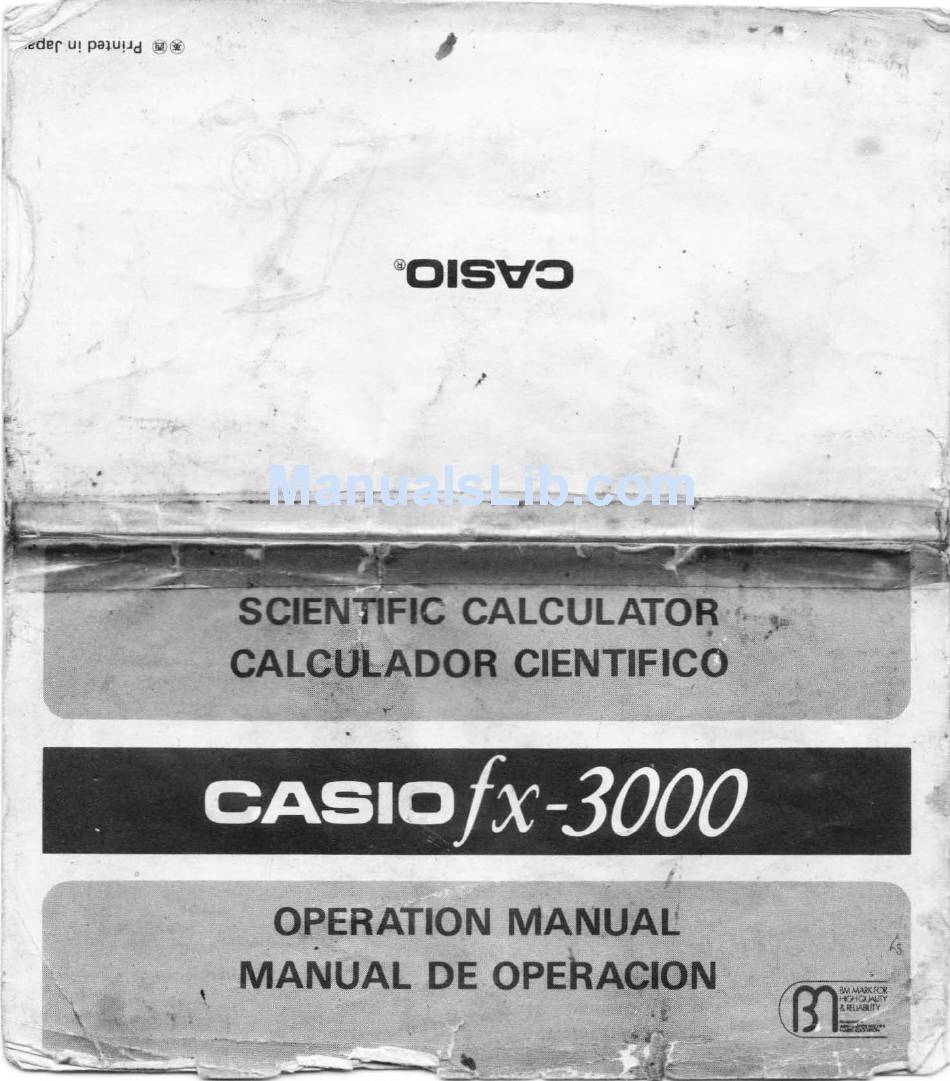 Printed in Japa
CASIO®
ManualsLib.com
SCIENTIFIC CALCULATOR
CALCULADOR CIENTIFICO
CASIO fx-3000
OPERATION MANUAL
MANUAL DE OPERACION
BM MARK FOR
HIGH QUALITY
& RELIABILITY